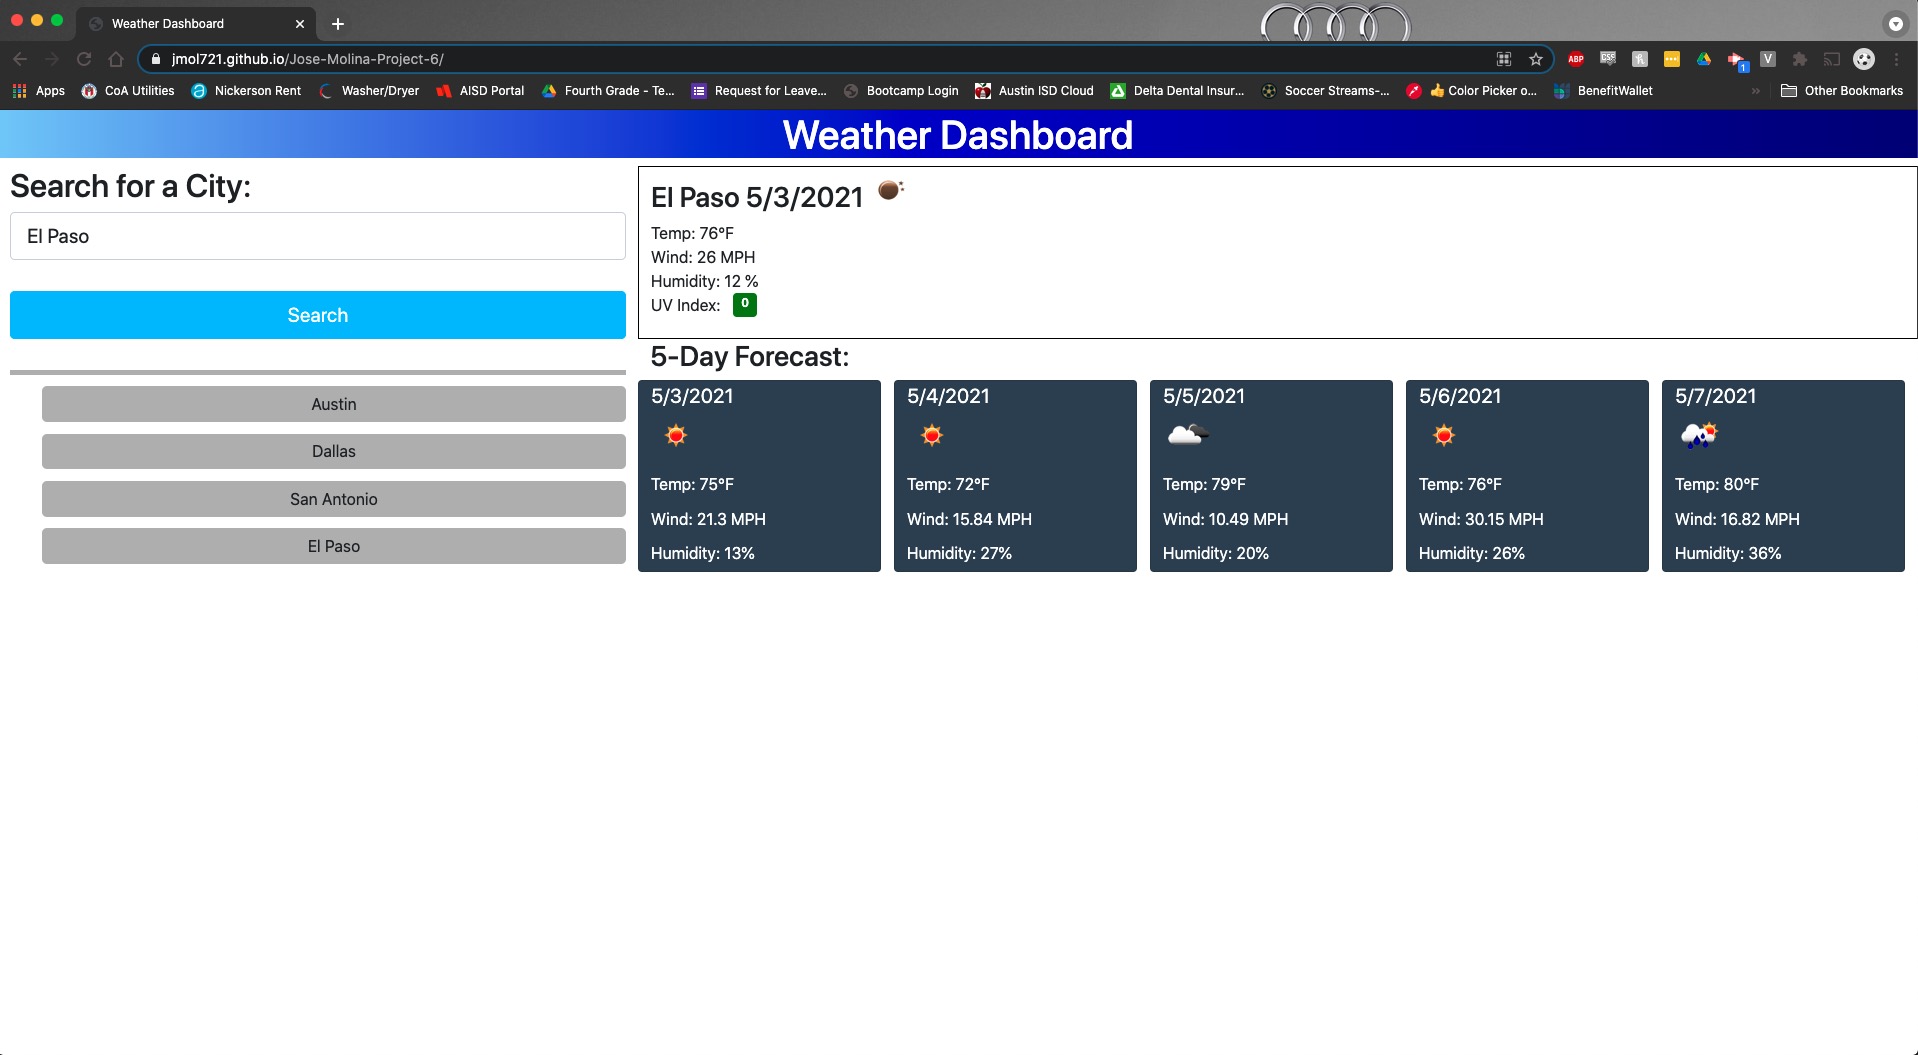 Weather Dashboard
jmol721.github.io/Jose-Molina-Project-6/
ABP
CSS
1
V
Apps
CoA Utilities
Nickerson Rent
Washer/Dryer
AISD Portal
Fourth Grade - Te...
Request for Leave...
Bootcamp Login
Austin ISD Cloud
Delta Dental Insur...
Soccer Streams-...
👍 Color Picker o...
BenefitWallet
»
Other Bookmarks
Weather Dashboard
Search for a City:
El Paso
Search
Austin
Dallas
San Antonio
El Paso
El Paso 5/3/2021
Temp: 76°F
Wind: 26 MPH
Humidity: 12 %
UV Index: 0
5-Day Forecast:
5/3/2021
Temp: 75°F
Wind: 21.3 MPH
Humidity: 13%
5/4/2021
Temp: 72°F
Wind: 15.84 MPH
Humidity: 27%
5/5/2021
Temp: 79°F
Wind: 10.49 MPH
Humidity: 20%
5/6/2021
Temp: 76°F
Wind: 30.15 MPH
Humidity: 26%
5/7/2021
Temp: 80°F
Wind: 16.82 MPH
Humidity: 36%